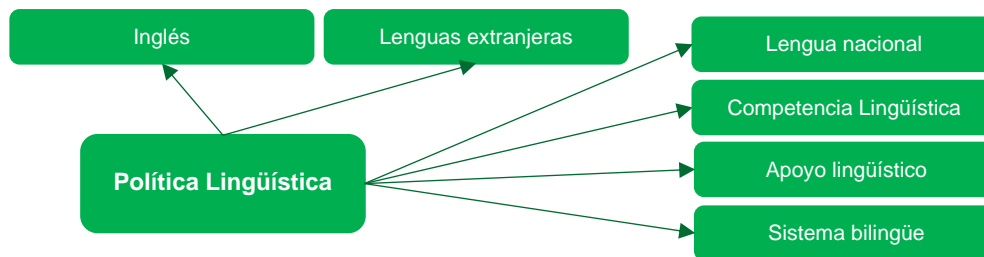 Inglés
Lenguas extranjeras
Lengua nacional
Competencia Lingüística
Política Lingüística
Apoyo lingüístico
Sistema bilingüe